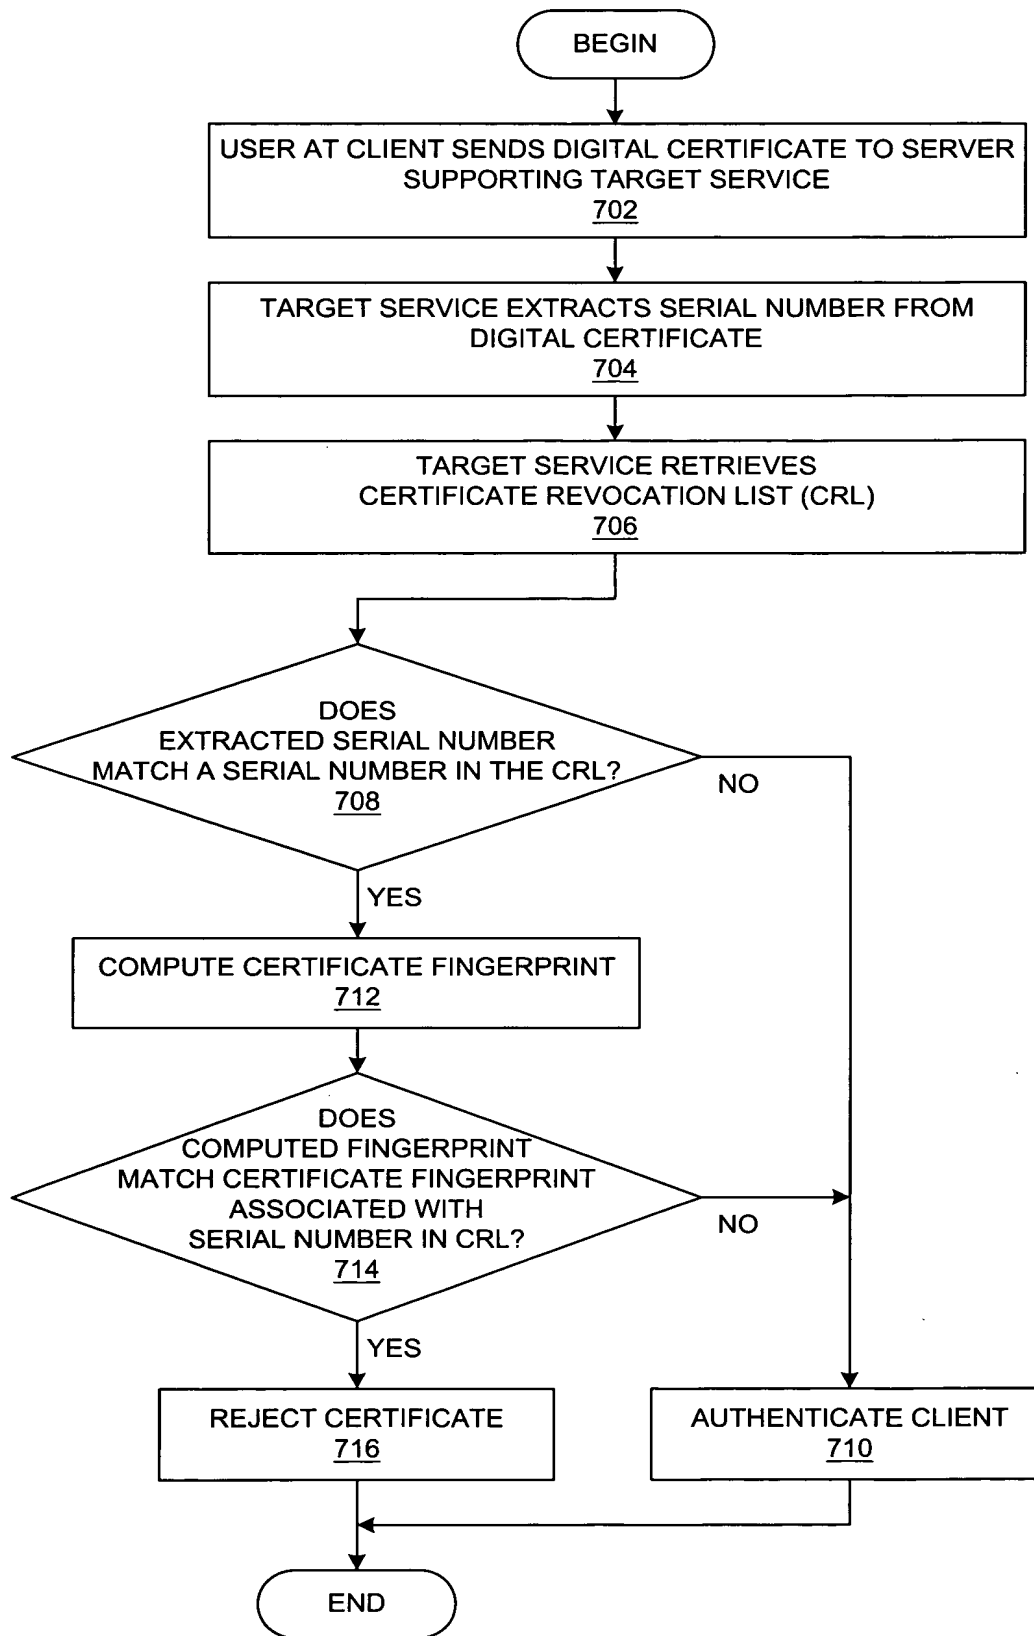 BEGIN
USER AT CLIENT SENDS DIGITAL CERTIFICATE TO SERVER
SUPPORTING TARGET SERVICE
702
TARGET SERVICE EXTRACTS SERIAL NUMBER FROM
DIGITAL CERTIFICATE
704
TARGET SERVICE RETRIEVES
CERTIFICATE REVOCATION LIST (CRL)
706
DOES
EXTRACTED SERIAL NUMBER
MATCH A SERIAL NUMBER IN THE CRL?
708
NO
YES
COMPUTE CERTIFICATE FINGERPRINT
712
DOES
COMPUTED FINGERPRINT
MATCH CERTIFICATE FINGERPRINT
ASSOCIATED WITH
SERIAL NUMBER IN CRL?
714
NO
YES
REJECT CERTIFICATE
716
AUTHENTICATE CLIENT
710
END